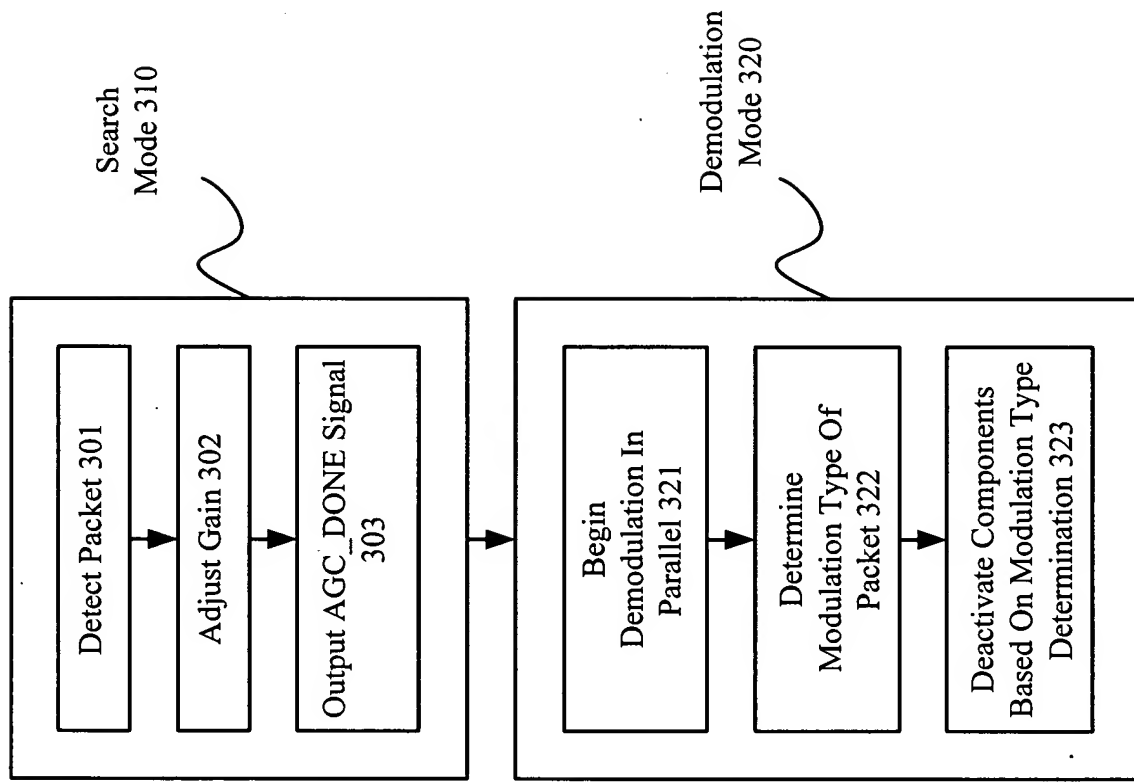 Search
Mode 310
Detect Packet 301
Adjust Gain 302
Output AGC_DONE Signal
303
Demodulation
Mode 320
Begin
Demodulation In
Parallel 321
Determine
Modulation Type Of
Packet 322
Deactivate Components
Based On Modulation Type
Determination 323